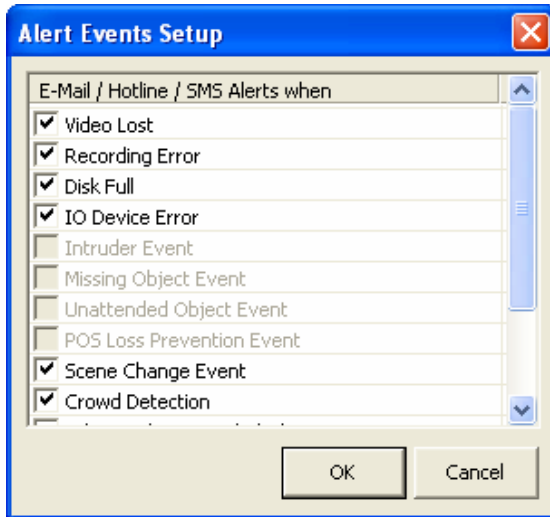 Alert Events Setup
E-Mail / Hotline / SMS Alerts when
Video Lost
Recording Error
Disk Full
IO Device Error
Intruder Event
Missing Object Event
Unattended Object Event
POS Loss Prevention Event
Scene Change Event
Crowd Detection
OK Cancel